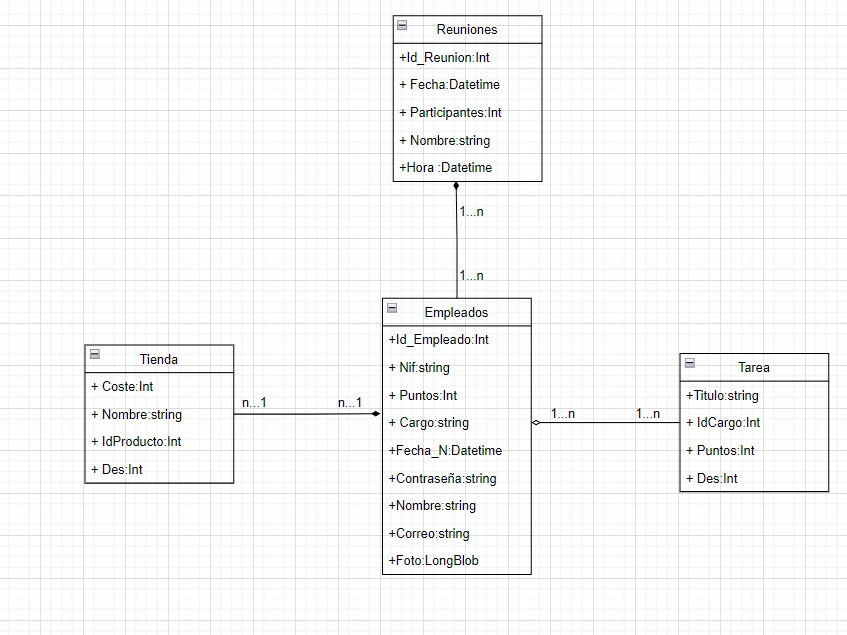 Reuniones
+Id_Reunion:Int
+ Fecha:Datetime
+ Participantes:Int
+ Nombre:string
+Hora :Datetime
1...n
1...n
Empleados
+Id_Empleado:Int
+ Nif:string
+ Puntos:Int
+ Cargo:string
+Fecha_N:Datetime
+Contraseña:string
+Nombre:string
+Correo:string
+Foto:LongBlob
Tienda
+ Coste:Int
+ Nombre:string
+ IdProducto:Int
+ Des:Int
n...1
n...1
1...n
1...n
Tarea
+Titulo:string
+ IdCargo:Int
+ Puntos:Int
+ Des:Int